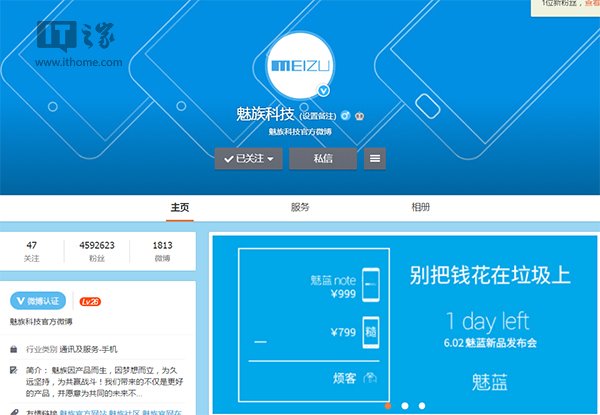 1位新粉丝，查看
IT之家
www.ithome.com
MEIZU
魅族科技 (设置备注)
魅族科技官方微博
已关注
私信
主页
服务
相册
47
关注
4592623
粉丝
1813
微博
V 微博认证
Lv.26
魅族科技官方微博
行业类别 通讯及服务-手机
简介： 魅族因产品而生，因梦想而立，为久
远坚持，为共赢战斗！我们带来的不仅是更好
的产品，并愿意为共同的未来不...
友情链接 魅族官方网站 魅族社区 魅族官网在
魅蓝 note
¥999
¥799
糙
烦客
别把钱花在垃圾上
1 day left
6.02 魅蓝新品发布会
魅蓝